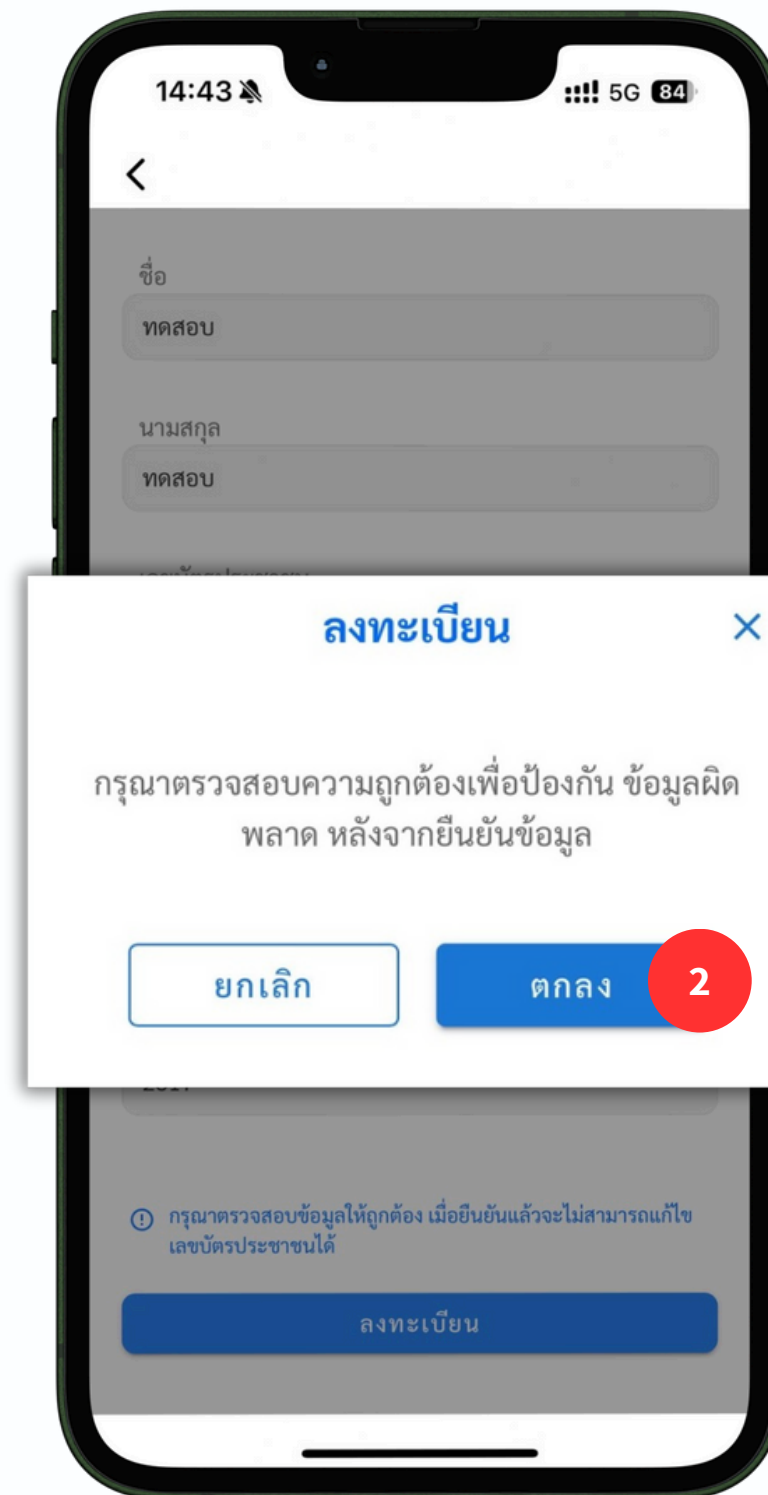 14:43
5G 84
ชื่อ
ทดสอบ
นามสกุล
ทดสอบ
ลงทะเบียน
กรุณาตรวจสอบความถูกต้องเพื่อป้องกัน ข้อมูลผิด
พลาด หลังจากยืนยันข้อมูล
ยกเลิก
ตกลง
2
กรุณาตรวจสอบข้อมูลให้ถูกต้อง เมื่อยืนยันแล้วจะไม่สามารถแก้ไข
เลขบัตรประชาชนได้
ลงทะเบียน